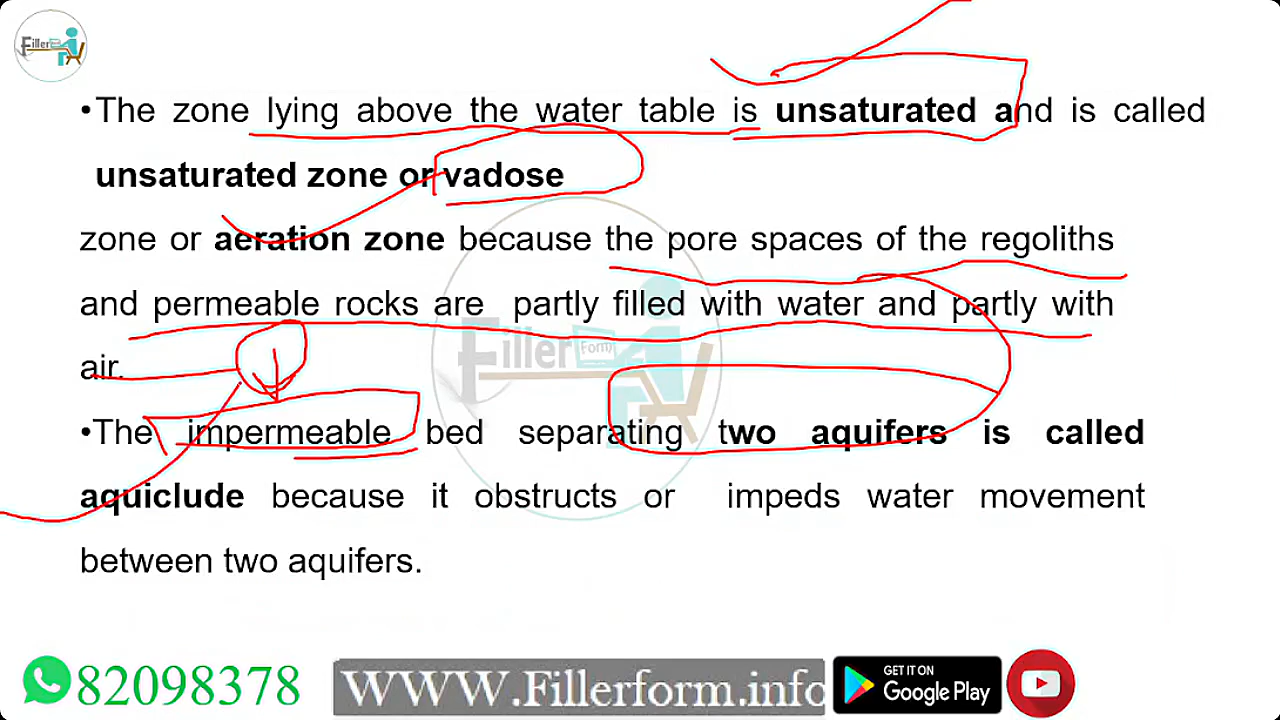 Filler
•The zone lying above the water table is unsaturated and is called
unsaturated zone or vadose
zone or aeration zone because the pore spaces of the regoliths
and permeable rocks are partly filled with water and partly with
air.
Filler Form
•The impermeable bed separating two aquifers is called
aquiclude because it obstructs or impeds water movement
between two aquifers.
82098378
WWW.Fillerform.info
GET IT ON
Google Play